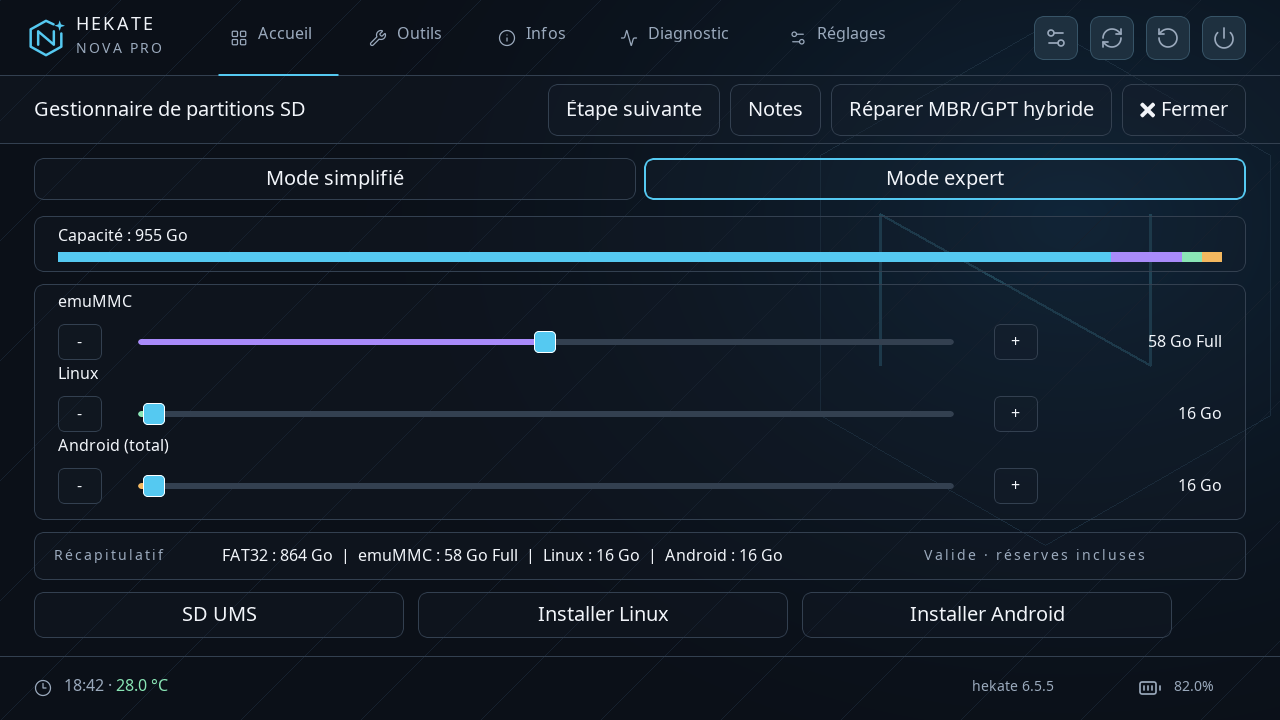 HEKATE
NOVA PRO
Accueil
Outils
Infos
Diagnostic
Réglages
Gestionnaire de partitions SD
Étape suivante
Notes
Réparer MBR/GPT hybride
× Fermer
Mode simplifié
Mode expert
Capacité : 955 Go
emuMMC
-
+
58 Go Full
Linux
-
+
16 Go
Android (total)
-
+
16 Go
Récapitulatif
FAT32 : 864 Go | emuMMC : 58 Go Full | Linux : 16 Go | Android : 16 Go
Valide · réserves incluses
SD UMS
Installer Linux
Installer Android
18:42 · 28.0 °C
hekate 6.5.5
82.0%